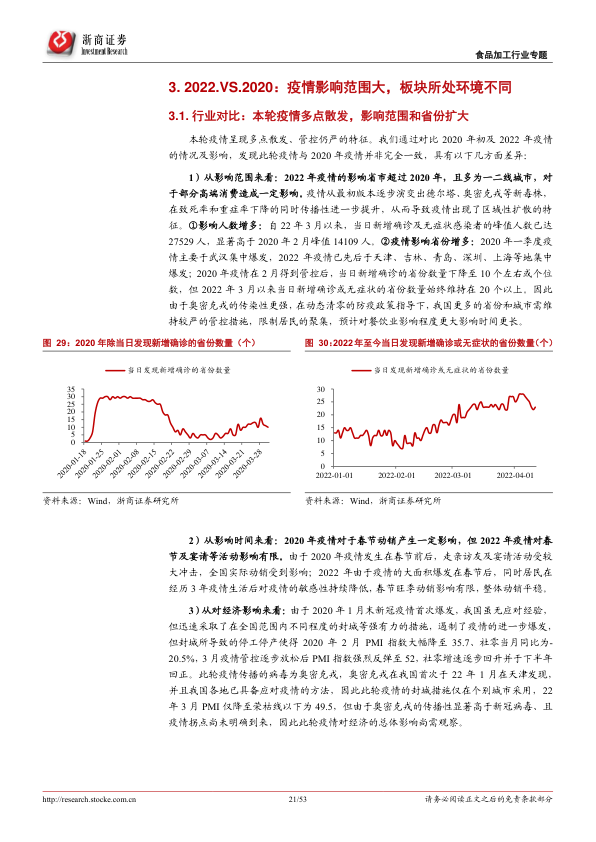 浙商证券
Investment Research
食品加工行业专题
3. 2022.VS.2020：疫情影响范围大，板块所处环境不同
3.1. 行业对比：本轮疫情多点散发，影响范围和省份扩大
本轮疫情呈现多点散发、管控仍严的特征。我们通过对比 2020 年初及 2022 年疫情
的情况及影响，发现此轮疫情与 2020 年疫情并非完全一致，具有以下几方面差异：
1）从影响范围来看：2022 年疫情的影响省市超过 2020 年，且多为一二线城市，对
于部分高端消费造成一定影响。疫情从最初版本逐步演变出德尔塔、奥密克戎等新毒株，
在致死率和重症率下降的同时传播性进一步提升，从而导致疫情出现了区域性扩散的特
征。①影响人数增多：自 22 年 3 月以来，当日新增确诊及无症状感染者的峰值人数已达
27529 人，显著高于 2020 年 2 月峰值 14109 人。②疫情影响省份增多：2020 年一季度疫
情主要于武汉集中爆发，2022 年疫情已先后于天津、吉林、青岛、深圳、上海等地集中
爆发；2020 年疫情在 2 月得到管控后，当日新增确诊的省份数量下降至 10 个左右或个位
数，但 2022 年 3 月以来当日新增确诊或无症状的省份数量始终维持在 20 个以上。因此
由于奥密克戎的传染性更强，在动态清零的防疫政策指导下，我国更多的省份和城市需维
持较严的管控措施，限制居民的聚集，预计对餐饮业影响程度更大影响时间更长。
图 29：2020 年除当日发现新增确诊的省份数量（个）
当日发现新增确诊的省份数量
35
30
25
20
15
10
5
0
2020-01-18
2020-01-25
2020-02-01
2020-02-08
2020-02-15
2020-02-22
2020-02-29
2020-03-07
2020-03-14
2020-03-21
2020-03-28
资料来源：Wind，浙商证券研究所
图 30：2022 年至今当日发现新增确诊或无症状的省份数量（个）
当日发现新增确诊或无症状的省份数量
30
25
20
15
10
5
0
2022-01-01
2022-02-01
2022-03-01
2022-04-01
资料来源：Wind，浙商证券研究所
2）从影响时间来看：2020 年疫情对于春节动销产生一定影响，但 2022 年疫情对春
节及宴请等活动影响有限。由于 2020 年疫情发生在春节前后，走亲访友及宴请活动受较
大冲击，全国实际动销受到影响；2022 年由于疫情的大面积爆发在春节后，同时居民在
经历 3 年疫情生活后对疫情的敏感性持续降低，春节旺季动销影响有限，整体动销平稳。
3）从对经济影响来看：由于 2020 年 1 月末新冠疫情首次爆发，我国虽无应对经验，
但迅速采取了在全国范围内不同程度的封城等强有力的措施，遏制了疫情的进一步爆发，
但封城所导致的停工停产使得 2020 年 2 月 PMI 指数大幅降至 35.7、社零当月同比为-
20.5%，3 月疫情管控逐步放松后 PMI 指数强烈反弹至 52，社零增速逐步回升并于下半年
回正。此轮疫情传播的病毒为奥密克戎，奥密克戎在我国首次于 22 年 1 月在天津发现，
并且我国各地已具备应对疫情的方法，因此此轮疫情的封城措施仅在个别城市采用，22
年 3 月 PMI 仅降至荣枯线以下为 49.5，但由于奥密克戎的传播性显著高于新冠病毒、且
疫情拐点尚未明确到来，因此此轮疫情对经济的总体影响尚需观察。
http://research.stocke.com.cn
21/53
请务必阅读正文之后的免责条款部分